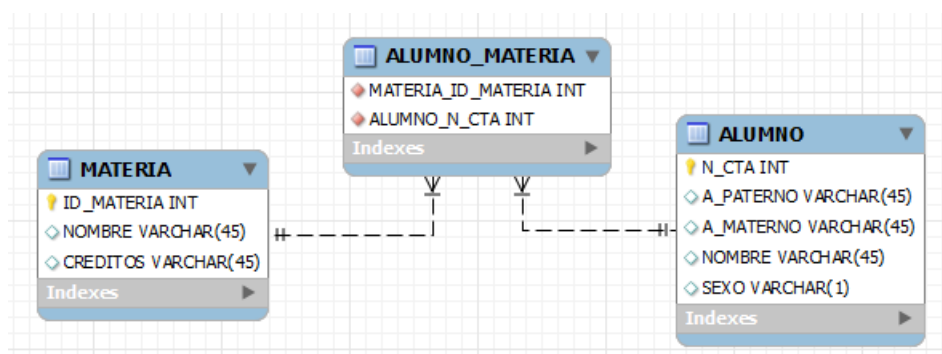 ALUMNO_MATERIA
MATERIA_ID_MATERIA INT
ALUMNO_N_CTA INT
Indexes
MATERIA
ID_MATERIA INT
NOMBRE VARCHAR(45)
CREDITOS VARCHAR(45)
Indexes
ALUMNO
N_CTA INT
A_PATERNO VARCHAR(45)
A_MATERNO VARCHAR(45)
NOMBRE VARCHAR(45)
SEXO VARCHAR(1)
Indexes